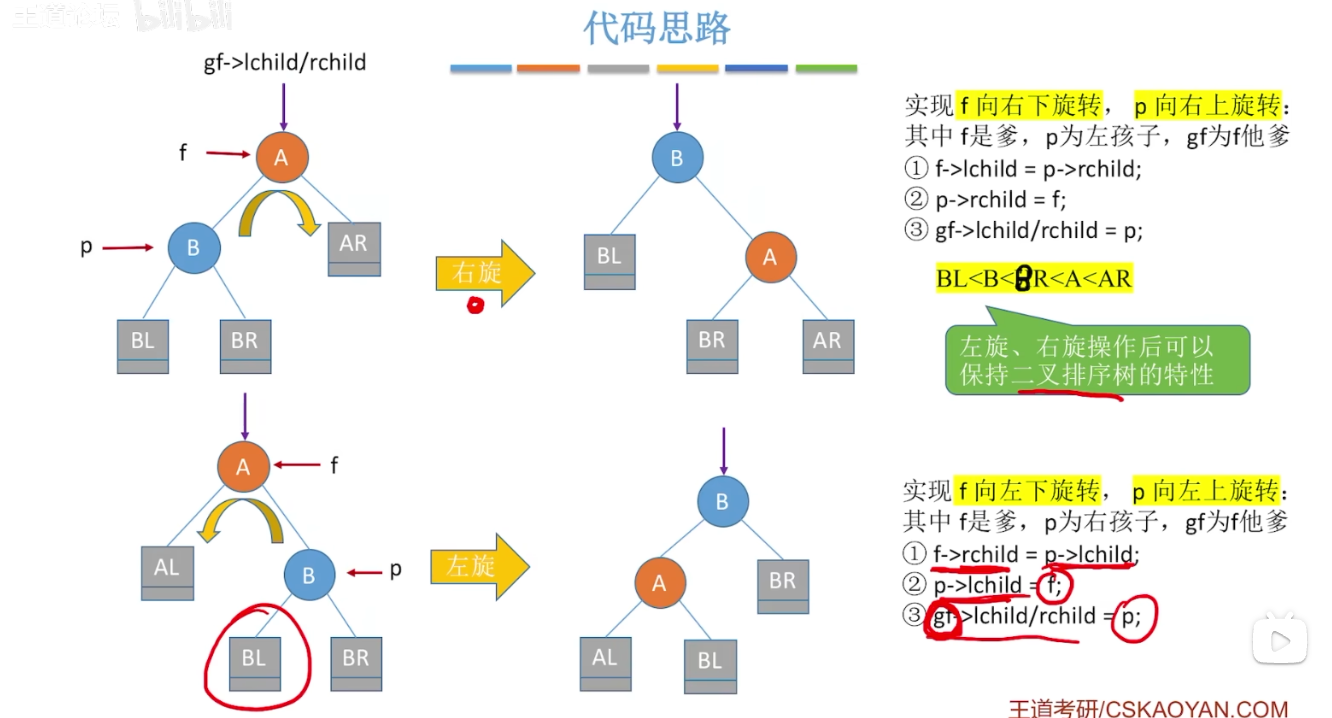 王道论坛 bilibili
代码思路
gf->lchild/rchild
f
A
p
B
AR
BL
BR
右旋
B
BL
A
BR
AR
实现 f 向右下旋转， p 向右上旋转：
其中 f是爹，p为左孩子，gf为f他爹
① f->lchild = p->rchild;
② p->rchild = f;
③ gf->lchild/rchild = p;
BL<B<BR<A<AR
左旋、右旋操作后可以
保持二叉排序树的特性
A
f
AL
B
p
BL
BR
左旋
B
A
BR
AL
BL
实现 f 向左下旋转， p 向左上旋转：
其中 f是爹，p为右孩子，gf为f他爹
① f->rchild = p->lchild;
② p->lchild = f;
③ gf->lchild/rchild = p;
王道考研/CSKAOYAN.COM